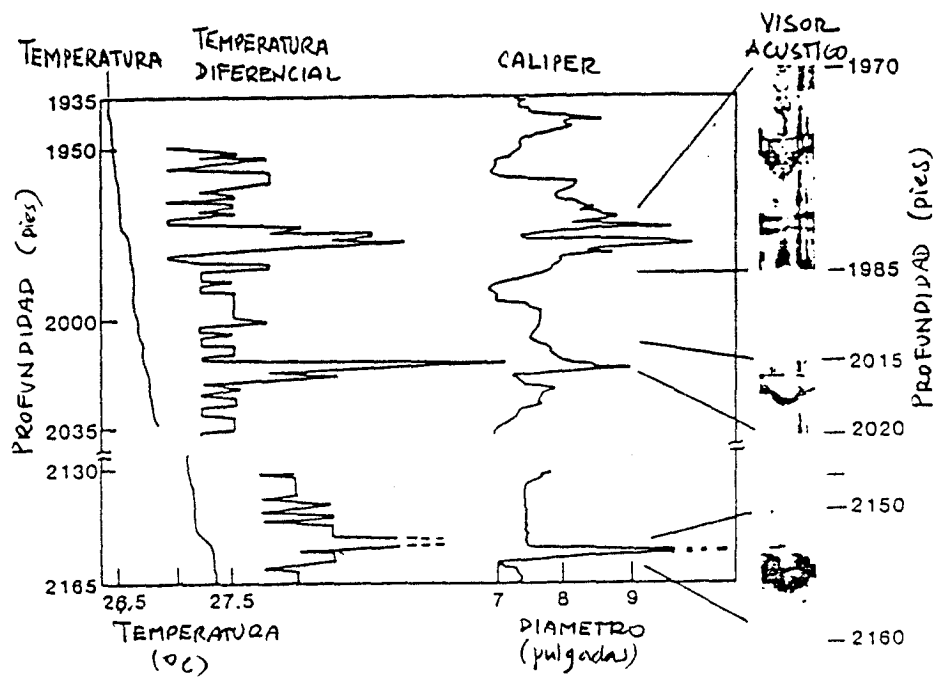 TEMPERATURA
TEMPERATURA
DIFERENCIAL
CALIPER
VISOR
ACUSTICO
PROFUNDIDAD (pies)
1935
1950
2000
2035
2130
2165
26.5
27.5
TEMPERATURA
(°C)
7
8
9
DIAMETRO
(pulgadas)
1970
1985
2015
2020
2150
2160
PROFUNDIDAD (pies)